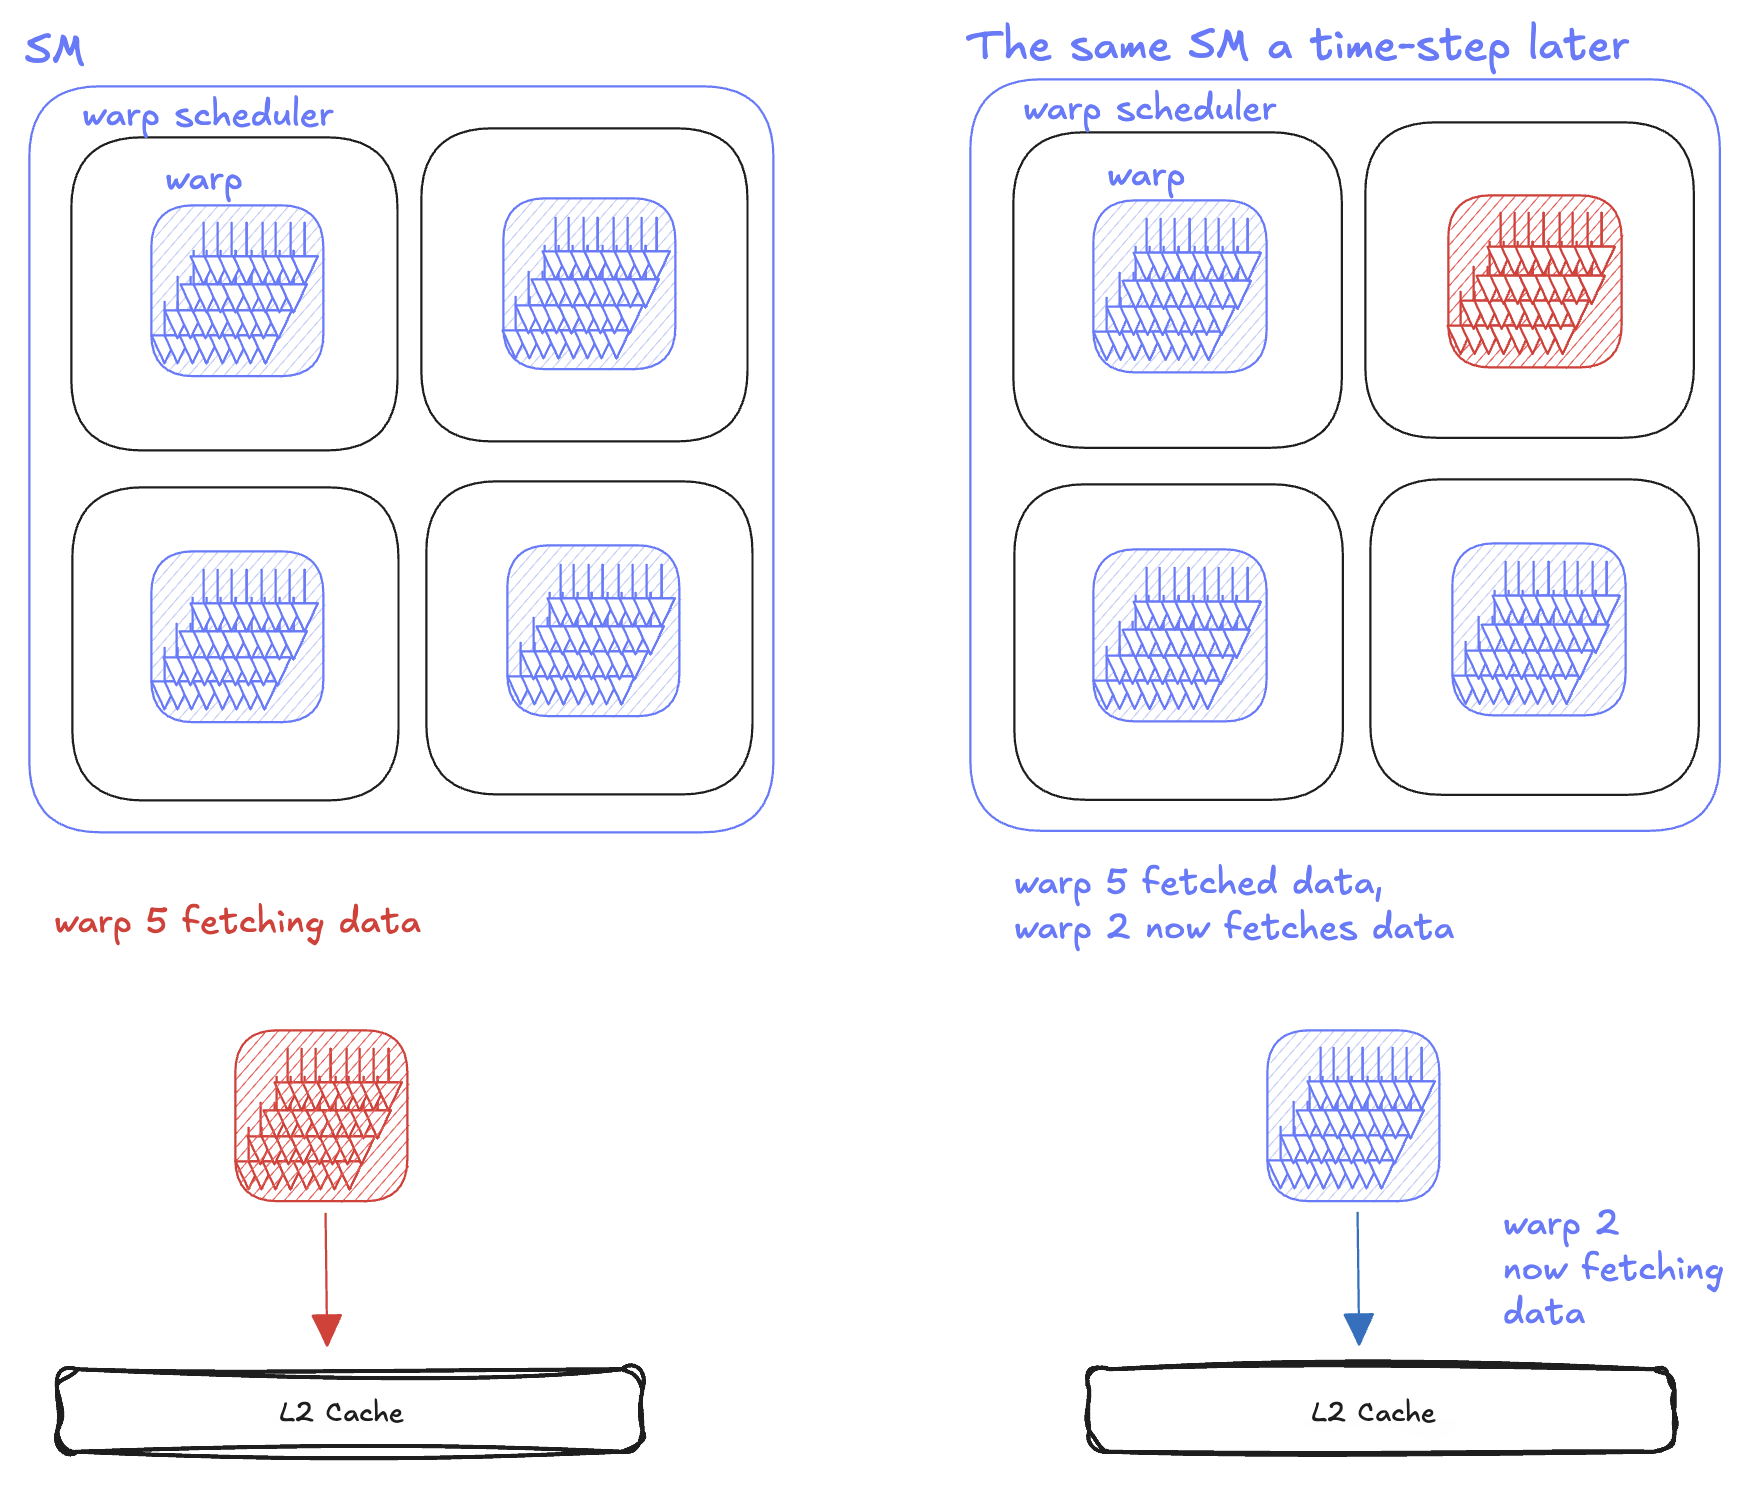 SM
warp scheduler
warp
warp 5 fetching data
L2 Cache
The same SM a time-step later
warp scheduler
warp
warp 5 fetched data,
warp 2 now fetches data
warp 2
now fetching
data
L2 Cache